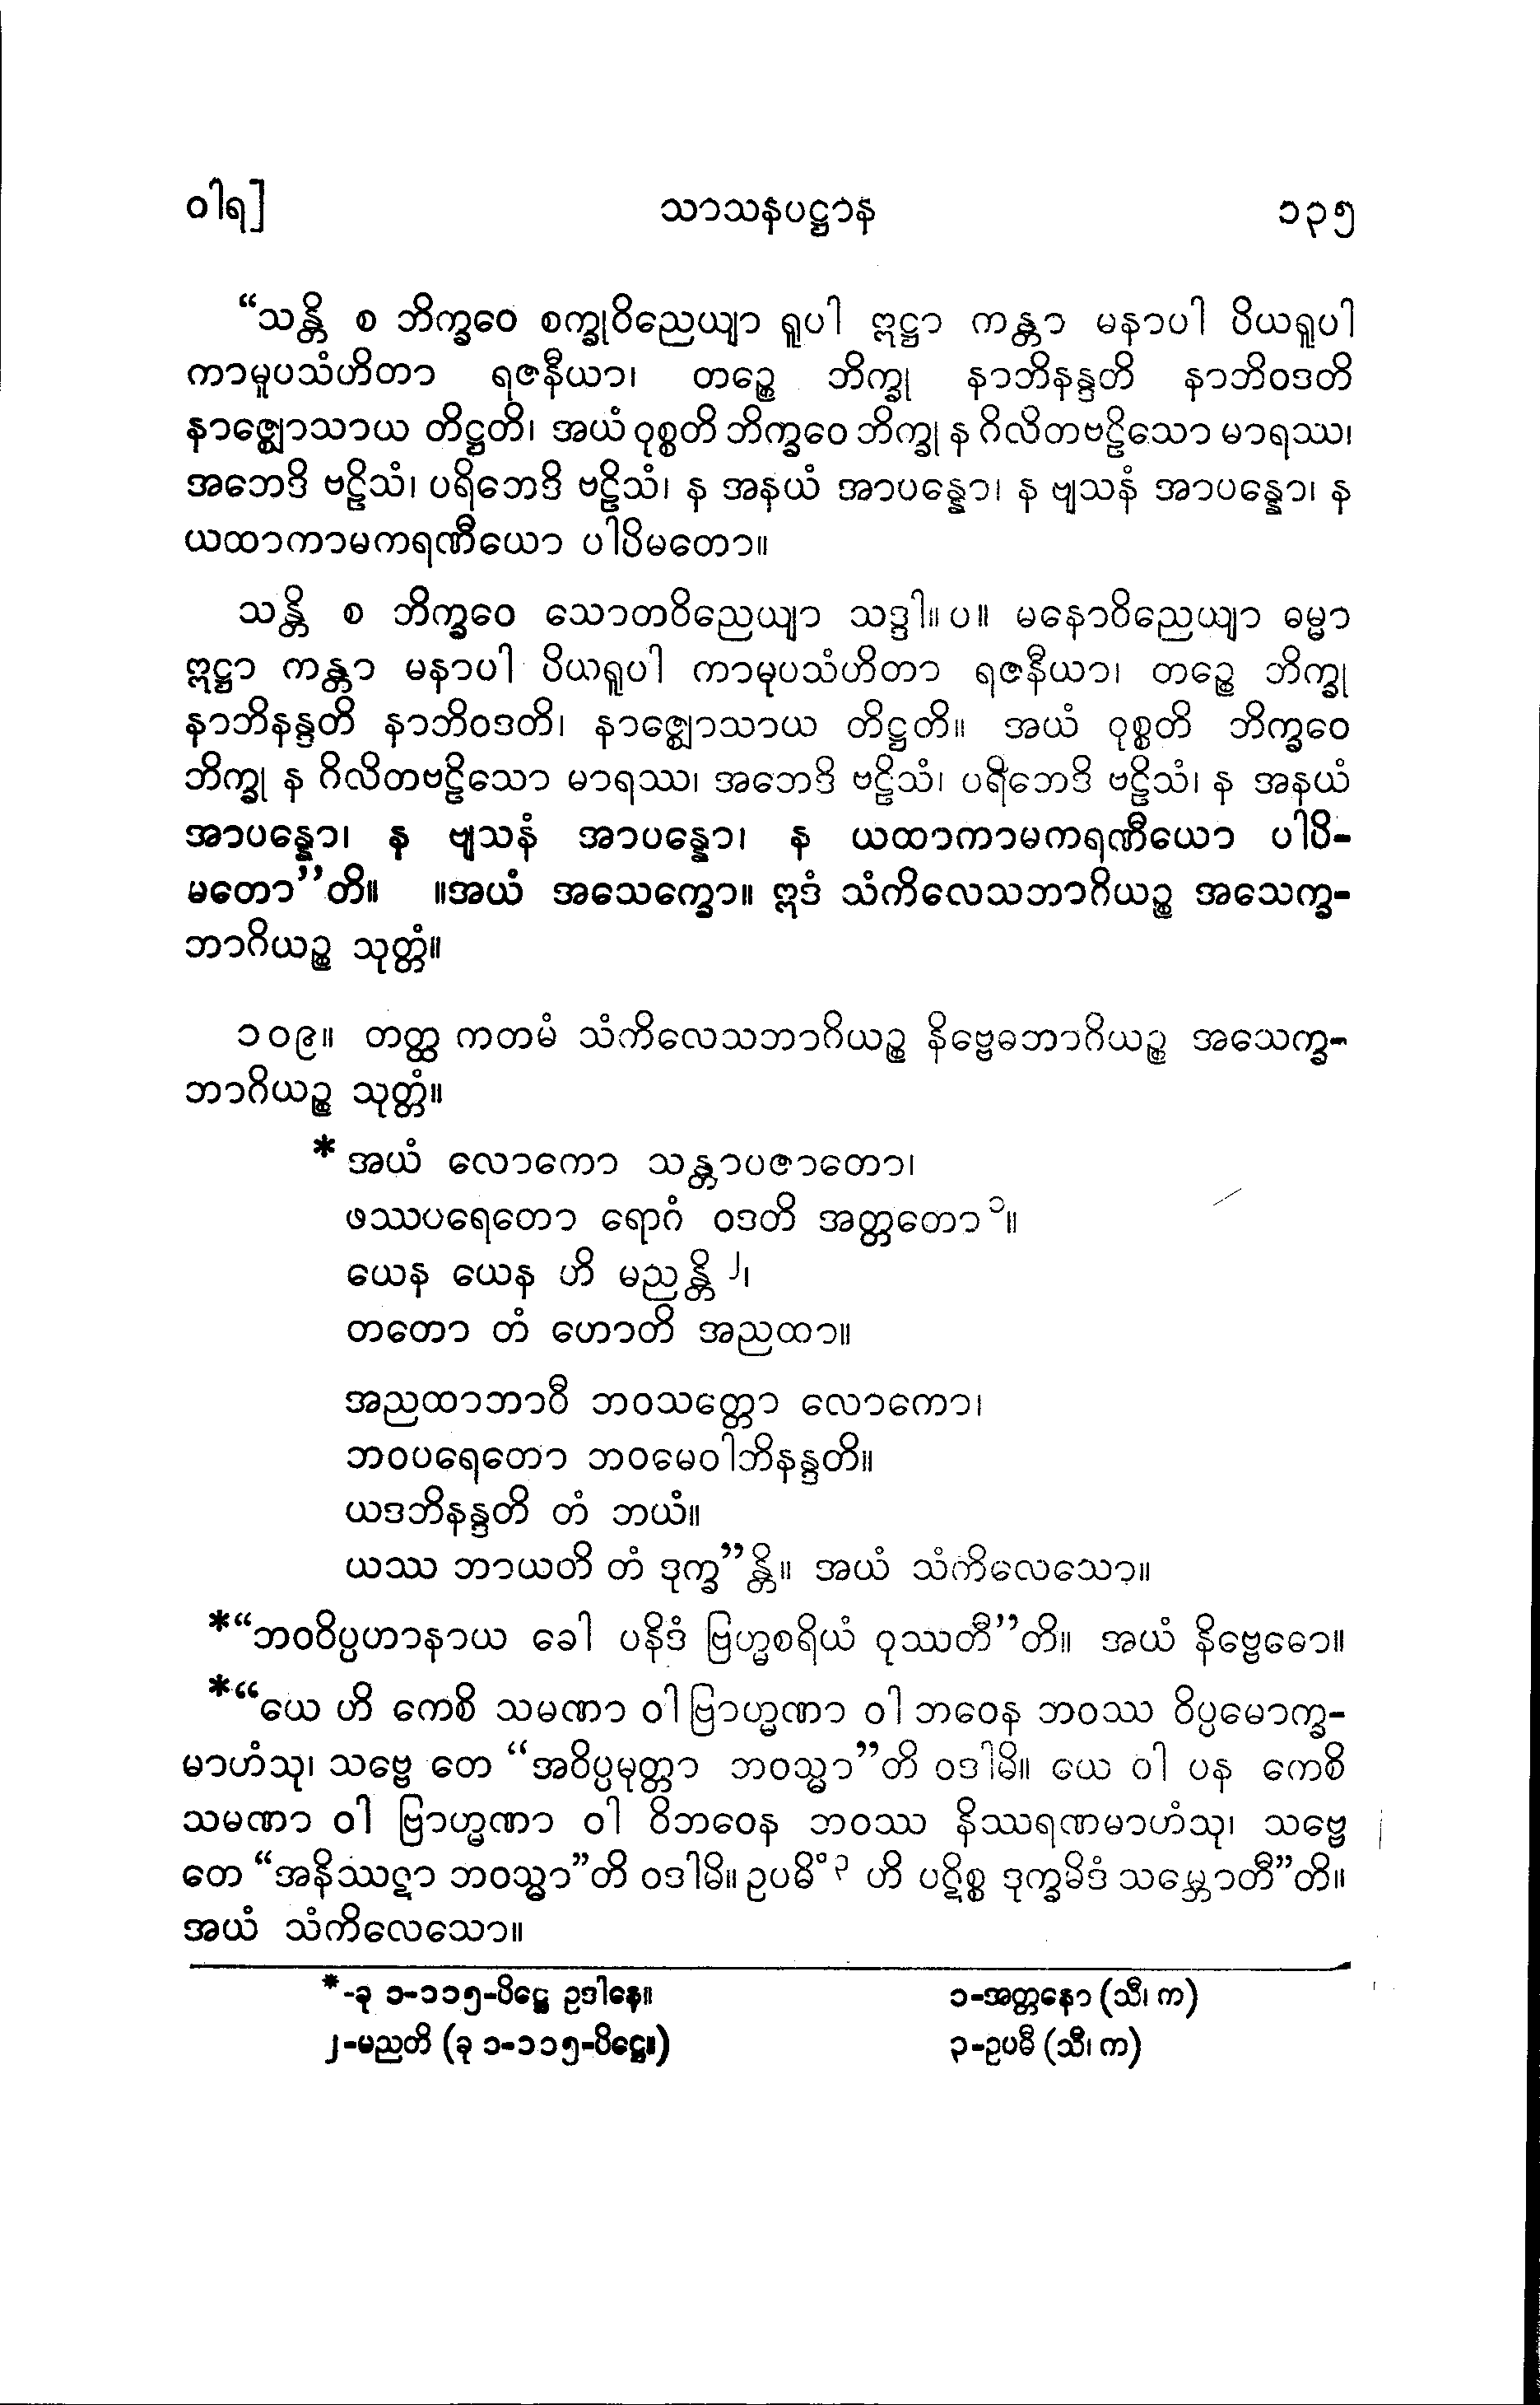 ဝါရ]	သာသနပဋ္ဌာန	၁၃၅
“သန္တိ စ ဘိက္ခဝေ စက္ခုဝိညေယျာ ရူပါ ဣဋ္ဌာ ကန္တာ မနာပါ ပိယရူပါ
ကာမူပသံဟိတာ ရဇနီယာ၊ တဉ္စေ ဘိက္ခု နာဘိနန္ဒတိ နာဘိဝဒတိ
နာဇ္ဈောသာယ တိဋ္ဌတိ၊ အယံ ဝုစ္စတိ ဘိက္ခဝေ ဘိက္ခု န ဂိလိတဗဠိသော မာရဿ၊
အဘေဒိ ဗဠိသံ၊ ပရိဘေဒိ ဗဠိသံ၊ န အနယံ အာပန္နော၊ န ဗျသနံ အာပန္နော၊ န
ယထာကာမကရဏီယော ပါပိမတော။
သန္တိ စ ဘိက္ခဝေ သောတဝိညေယျာ သဒ္ဒါ။ ပ။ မနောဝိညေယျာ ဓမ္မာ
ဣဋ္ဌာ ကန္တာ မနာပါ ပိယရူပါ ကာမုပသံဟိတာ ရဇနီယာ၊ တဉ္စေ ဘိက္ခု
နာဘိနန္ဒတိ နာဘိဝဒတိ၊ နာဇ္ဈောသာယ တိဋ္ဌတိ။ အယံ ဝုစ္စတိ ဘိက္ခဝေ
ဘိက္ခု န ဂိလိတဗဠိသော မာရဿ၊ အဘေဒိ ဗဠိသံ၊ ပရိဘေဒိ ဗဠိသံ၊ န အနယံ
အာပန္နော၊ န ဗျသနံ အာပန္နော၊ န ယထာကာမကရဏီယော ပါပိ-
မတော”တိ။ ။အယံ အသေက္ခော။ ဣဒံ သံကိလေသဘာဂိယဉ္စ အသေက္ခ-
ဘာဂိယဉ္စ သုတ္တံ။
၁၀၉။ တတ္ထ ကတမံ သံကိလေသဘာဂိယဉ္စ နိဗ္ဗေဓဘာဂိယဉ္စ အသေက္ခ-
ဘာဂိယဉ္စ သုတ္တံ။
* အယံ လောကော သန္တာပဇာတော၊
ဖဿပရေတော ရောဂံ ဝဒတိ အတ္တတော ၁။
ယေန ယေန ဟိ မညန္တိ ၂၊
တတော တံ ဟောတိ အညထာ။
အညထာဘာဝီ ဘဝသတ္တော လောကော၊
ဘဝပရေတော ဘဝမေဝါဘိနန္ဒတိ။
ယဒဘိနန္ဒတိ တံ ဘယံ။
ယဿ ဘာယတိ တံ ဒုက္ခ”န္တိ။ အယံ သံကိလေသော။
*“ဘဝဝိပ္ပဟာနာယ ခေါ ပနိဒံ ဗြဟ္မစရိယံ ဝုဿတီ”တိ။ အယံ နိဗ္ဗေဓော။
*“ယေ ဟိ ကေစိ သမဏာ ဝါ ဗြာဟ္မဏာ ဝါ ဘဝေန ဘဝဿ ဝိပ္ပမောက္ခ-
မာဟံသု၊ သဗ္ဗေ တေ “အဝိပ္ပမုတ္တာ ဘဝသ္မာ”တိ ဝဒါမိ။ ယေ ဝါ ပန ကေစိ
သမဏာ ဝါ ဗြာဟ္မဏာ ဝါ ဝိဘဝေန ဘဝဿ နိဿရဏမာဟံသု၊ သဗ္ဗေ
တေ “အနိဿဋာ ဘဝသ္မာ”တိ ဝဒါမိ။ ဥပဓိံ ၃ ဟိ ပဋိစ္စ ဒုက္ခမိဒံ သမ္ဘောတီ”တိ။
အယံ သံကိလေသော။
*-ခု ၁-၁၁၅-ပိဋ္ဌေ ဥဒါနေ။	၁-အတ္တနော (သီ၊ က)
၂-မညတိ (ခု ၁-၁၁၅-ပိဋ္ဌေ။)	၃-ဥပဓီ (သီ၊ က)